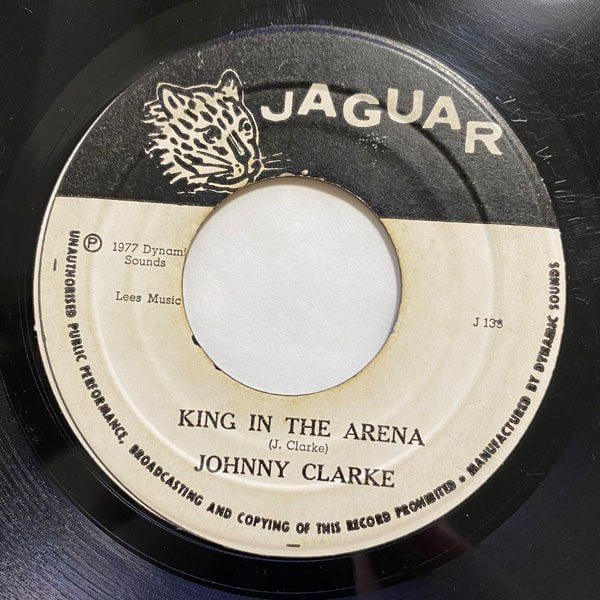 JAGUAR
Ⓟ 1977 Dynami
Sounds
Lees Music
J 133
KING IN THE ARENA
(J. Clarke)
JOHNNY CLARKE
UNAUTHORISED PUBLIC PERFORMANCE, BROADCASTING AND COPYING OF THIS RECORD PROHIBITED • MANUFACTURED BY DYNAMIC SOUNDS